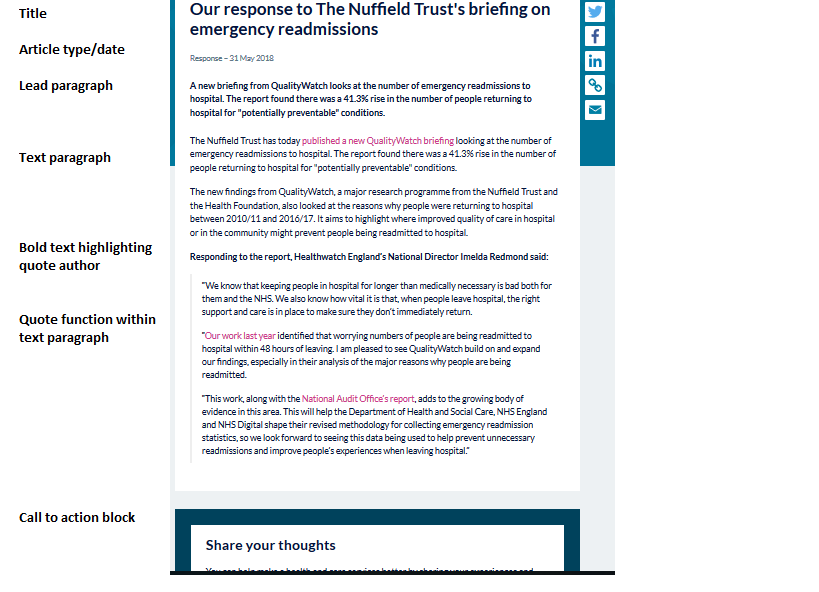 Title
Our response to The Nuffield Trust's briefing on
emergency readmissions
Article type/date
Response – 31 May 2018
Lead paragraph
A new briefing from QualityWatch looks at the number of emergency readmissions to
hospital. The report found there was a 41.3% rise in the number of people returning to
hospital for "potentially preventable" conditions.
Text paragraph
The Nuffield Trust has today published a new QualityWatch briefing looking at the number of
emergency readmissions to hospital. The report found there was a 41.3% rise in the number of
people returning to hospital for "potentially preventable" conditions.
The new findings from QualityWatch, a major research programme from the Nuffield Trust and
the Health Foundation, also looked at the reasons why people were returning to hospital
between 2010/11 and 2016/17. It aims to highlight where improved quality of care in hospital
or in the community might prevent people being readmitted to hospital.
Bold text highlighting
quote author
Responding to the report, Healthwatch England's National Director Imelda Redmond said:
Quote function within
text paragraph
"We know that keeping people in hospital for longer than medically necessary is bad both for
them and the NHS. We also know how vital it is that, when people leave hospital, the right
support and care is in place to make sure they don't immediately return.
"Our work last year identified that worrying numbers of people are being readmitted to
hospital within 48 hours of leaving. I am pleased to see QualityWatch build on and expand
our findings, especially in their analysis of the major reasons why people are being
readmitted.
"This work, along with the National Audit Office's report, adds to the growing body of
evidence in this area. This will help the Department of Health and Social Care, NHS England
and NHS Digital shape their revised methodology for collecting emergency readmission
statistics, so we look forward to seeing this data being used to help prevent unnecessary
readmissions and improve people's experiences when leaving hospital."
Call to action block
Share your thoughts
You can help make a health and care services better by sharing your experiences and